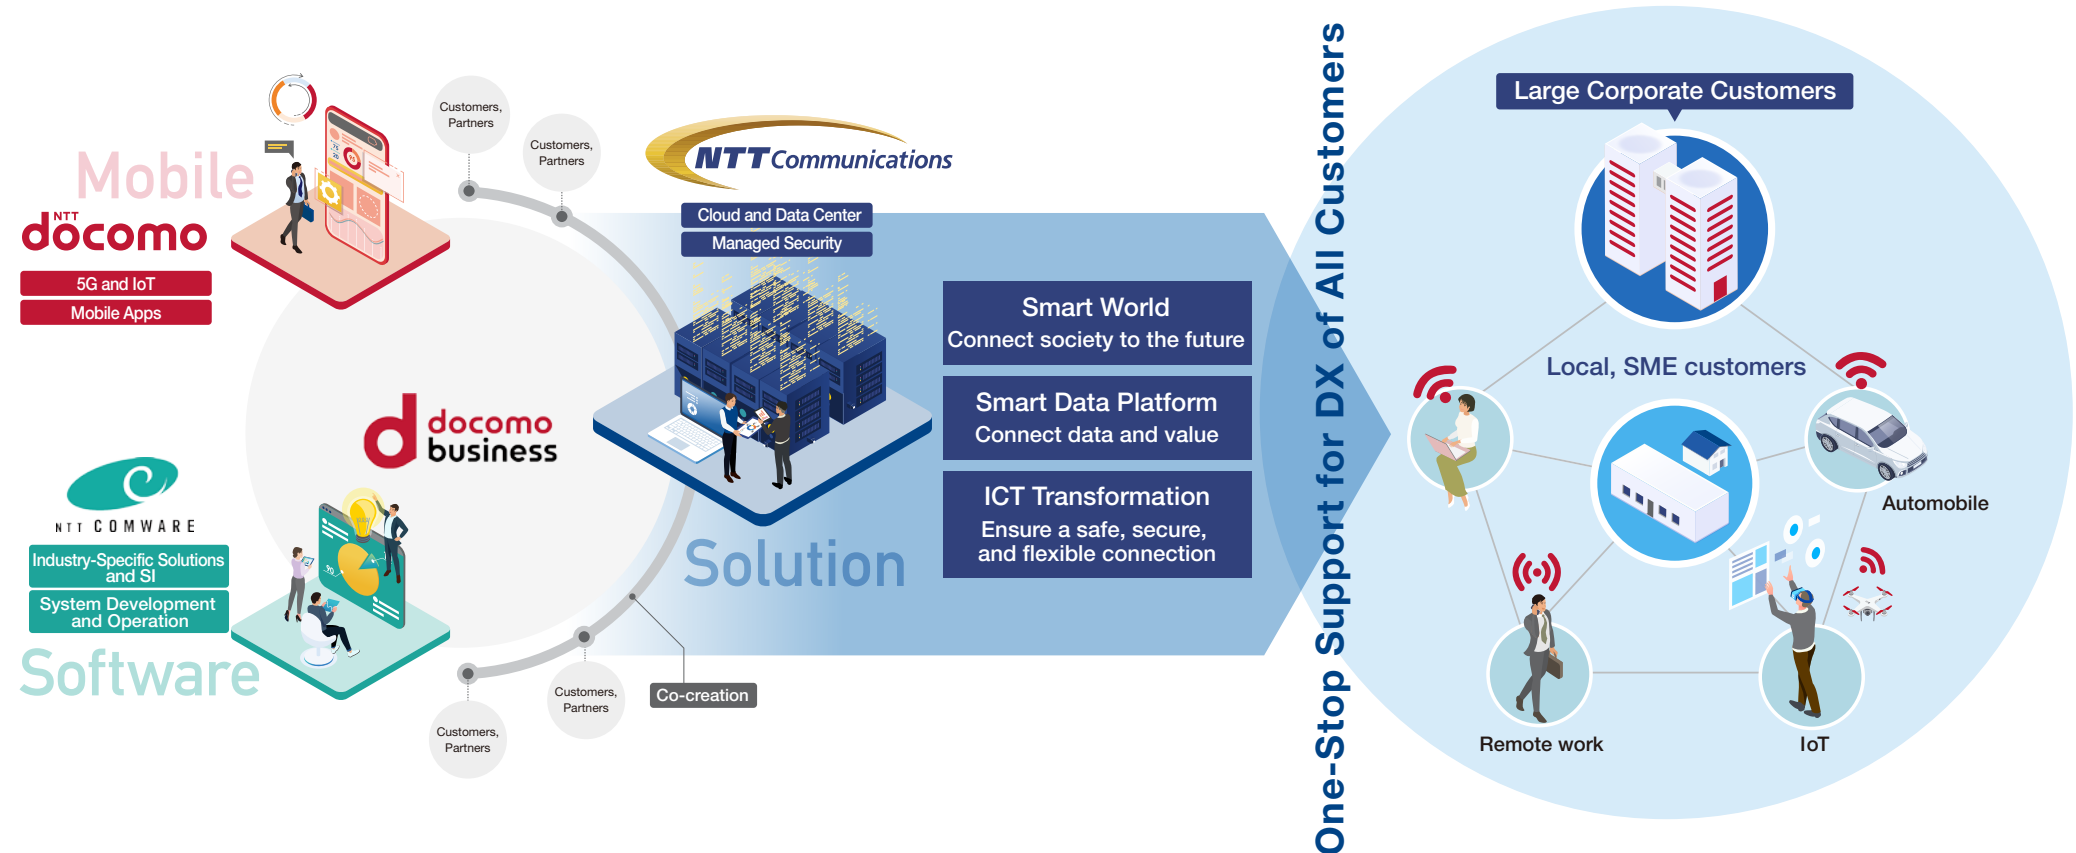 Mobile
NTT
döcomo
5G and IoT
Mobile Apps
NTT COMWARE
Industry-Specific Solutions
and SI
System Development
and Operation
Software
docomo
business
Customers,
Partners
Customers,
Partners
Customers,
Partners
Customers,
Partners
Co-creation
NTT Communications
Cloud and Data Center
Managed Security
Solution
Smart World
Connect society to the future
Smart Data Platform
Connect data and value
ICT Transformation
Ensure a safe, secure,
and flexible connection
One-Stop Support for DX of All Customers
Large Corporate Customers
Local, SME customers
Automobile
Remote work
IoT